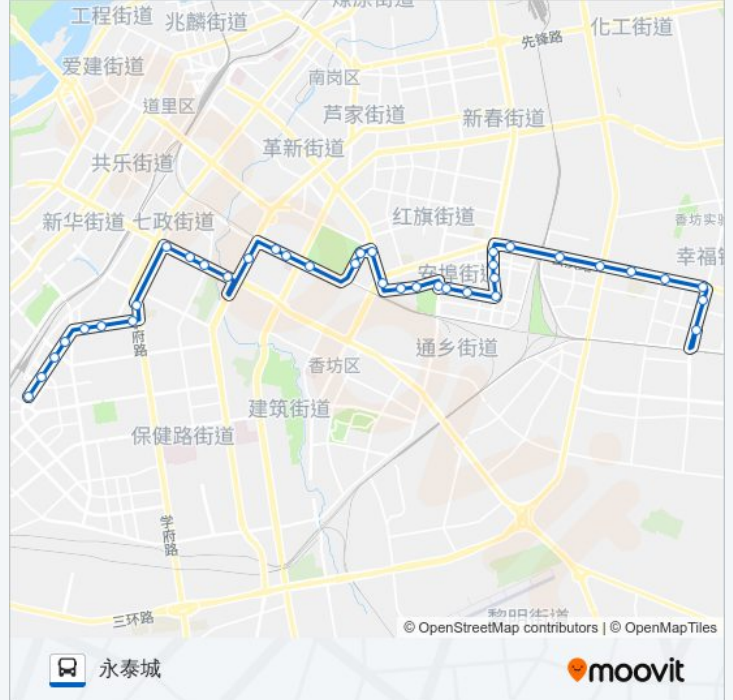 工程街道
兆麟街道
化工街道
先锋路
爱建街道
南岗区
道里区
芦家街道
新春街道
革新街道
共乐街道
新华街道
七政街道
红旗街道
香坊实
幸福
安埠街
府路
通乡街道
香坊区
建筑街道
保健路街道
学府路
三环路
黎明街道
© OpenStreetMap contributors | © OpenMapTiles
永泰城
moovit